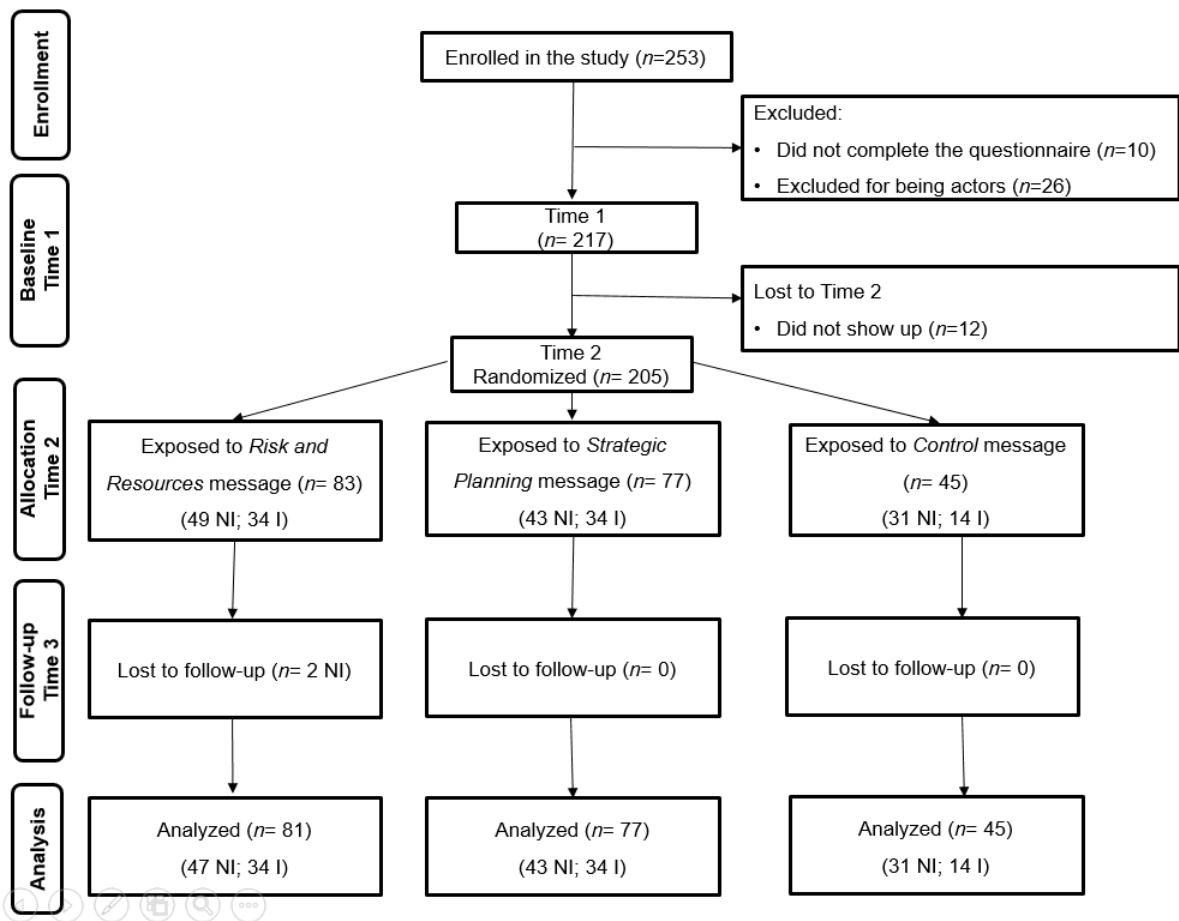 Enrollment
Enrolled in the study (n=253)
Excluded:
• Did not complete the questionnaire (n=10)
• Excluded for being actors (n=26)
Baseline
Time 1
Time 1
(n= 217)
Lost to Time 2
• Did not show up (n=12)
Time 2
Randomized (n= 205)
Allocation
Time 2
Exposed to Risk and
Resources message (n= 83)
(49 NI; 34 I)
Exposed to Strategic
Planning message (n= 77)
(43 NI; 34 I)
Exposed to Control message
(n= 45)
(31 NI; 14 I)
Follow-up
Time 3
Lost to follow-up (n= 2 NI)
Lost to follow-up (n= 0)
Lost to follow-up (n= 0)
Analysis
Analyzed (n= 81)
(47 NI; 34 I)
Analyzed (n= 77)
(43 NI; 34 I)
Analyzed (n= 45)
(31 NI; 14 I)